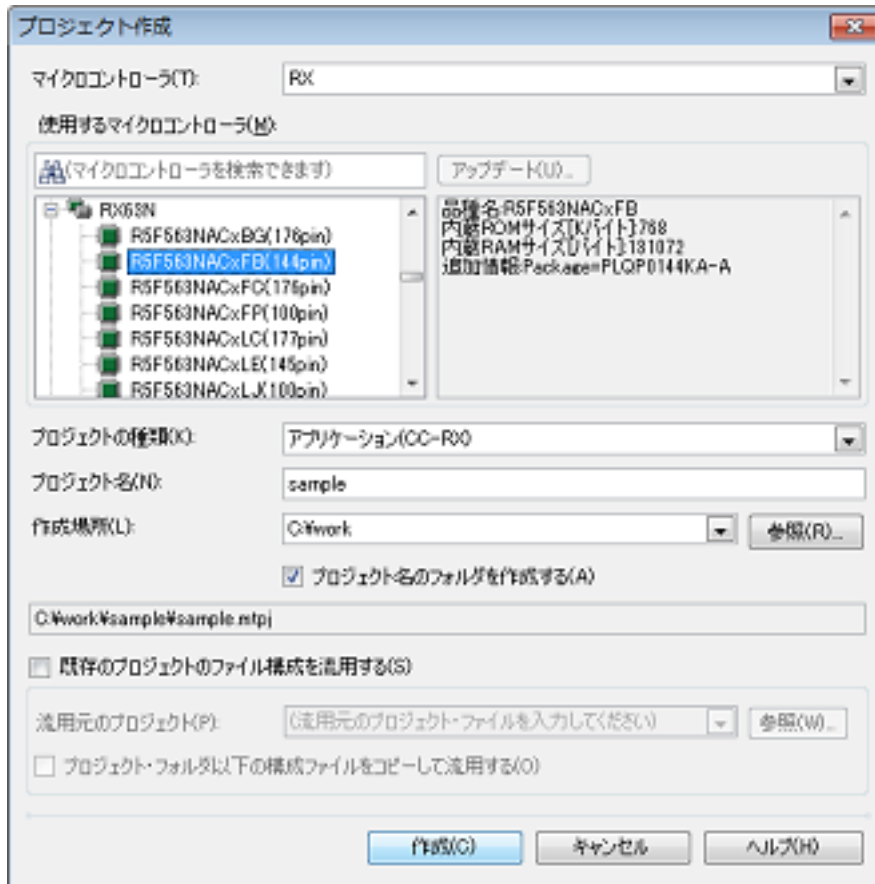 プロジェクト作成
マイクロコントローラ(T): RX
使用するマイクロコントローラ(M):
(マイクロコントローラを検索できます) アップデート(U)...
RX63N
R5F563NACxBG(176pin)
R5F563NACxFB(144pin)
R5F563NACxFC(176pin)
R5F563NACxFP(100pin)
R5F563NACxLC(177pin)
R5F563NACxLE(145pin)
R5F563NACxLJ(100pin)
品種名:R5F563NACxFB
内蔵ROMサイズ[Kバイト]:768
内蔵RAMサイズ[バイト]:131072
追加情報:Package=PLQP0144KA-A
プロジェクトの種類(K): アプリケーション(CC-RX)
プロジェクト名(N): sample
作成場所(L): C:¥work 参照(R)...
プロジェクト名のフォルダを作成する(A)
C:¥work¥sample¥sample.mtpj
既存のプロジェクトのファイル構成を流用する(S)
流用元のプロジェクト(P): (流用元のプロジェクト・ファイルを入力してください) 参照(W)...
プロジェクト・フォルダ以下の構成ファイルをコピーして流用する(O)
作成(C) キャンセル ヘルプ(H)